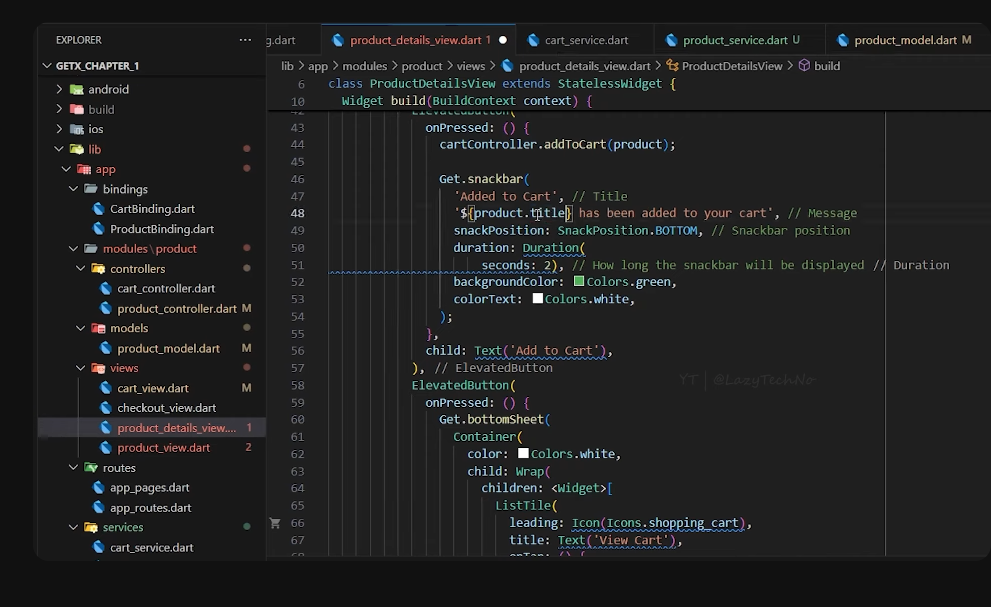 EXPLORER ...
g.dart product_details_view.dart 1 cart_service.dart product_service.dart U product_model.dart M
GETX_CHAPTER_1
lib > app > modules > product > views > product_details_view.dart > ProductDetailsView > build
6 class ProductDetailsView extends StatelessWidget {
10 Widget build(BuildContext context) {
42 ElevatedButton(
43 onPressed: () {
44 cartController.addToCart(product);
45
46 Get.snackbar(
47 'Added to Cart', // Title
48 '${product.title} has been added to your cart', // Message
49 snackPosition: SnackPosition.BOTTOM, // Snackbar position
50 duration: Duration(
51 seconds: 2), // How long the snackbar will be displayed // Duration
52 backgroundColor: Colors.green,
53 colorText: Colors.white,
54 );
55 },
56 child: Text('Add to Cart'),
57 ), // ElevatedButton
58 ElevatedButton(
59 onPressed: () {
60 Get.bottomSheet(
61 Container(
62 color: Colors.white,
63 child: Wrap(
64 children: <Widget>[
65 ListTile(
66 leading: Icon(Icons.shopping_cart),
67 title: Text('View Cart'),
68 onTap: () {
android
build
ios
lib
app
bindings
CartBinding.dart
ProductBinding.dart
modules \ product
controllers
cart_controller.dart
product_controller.dart M
models
product_model.dart M
views
cart_view.dart M
checkout_view.dart
product_details_view.... 1
product_view.dart 2
routes
app_pages.dart
app_routes.dart
services
cart_service.dart
YT | @LazyTechNo